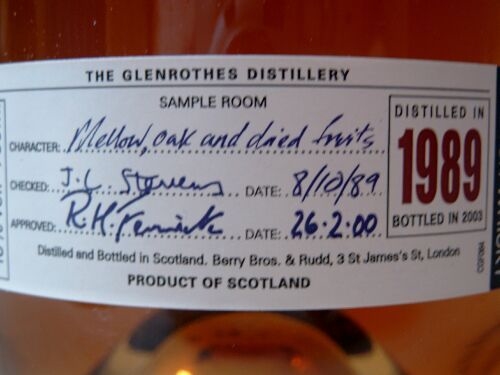 THE GLENROTHES DISTILLERY
SAMPLE ROOM
CHARACTER: Mellow, oak and dried fruits
CHECKED: J.L. Stevens DATE: 8/10/89
APPROVED: R.H. Fenwick DATE: 26.2.00
DISTILLED IN
1989
BOTTLED IN 2003
Distilled and Bottled in Scotland. Berry Bros. & Rudd, 3 St James's St, London
PRODUCT OF SCOTLAND